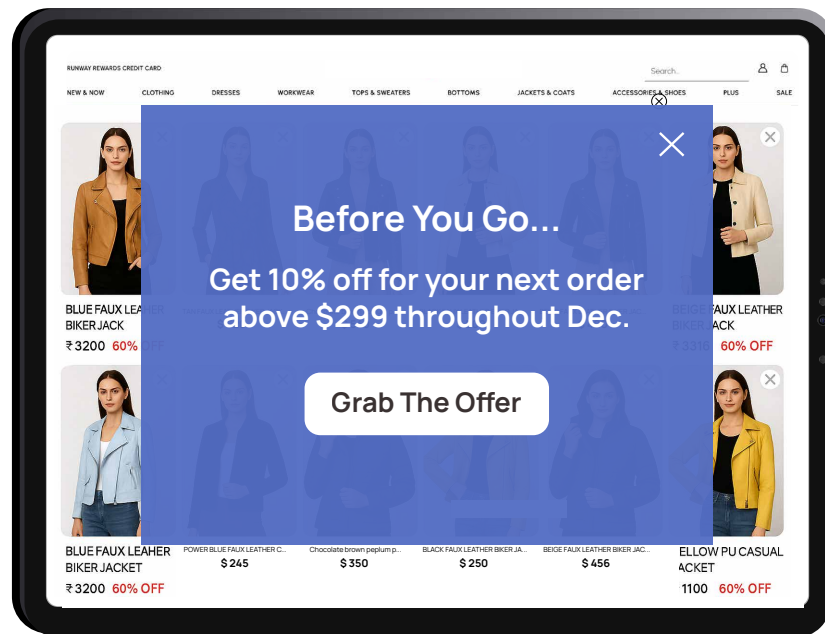 RUNWAY REWARDS CREDIT CARD
Search..
NEW & NOW CLOTHING DRESSES WORKWEAR TOPS & SWEATERS BOTTOMS JACKETS & COATS ACCESSORIES & SHOES PLUS SALE
Before You Go...
Get 10% off for your next order
above $299 throughout Dec.
Grab The Offer
BLUE FAUX LEAHER
BIKER JACK
₹3200 60% OFF
BEIGE FAUX LEATHER
BIKER JACK
₹3316 60% OFF
BLUE FAUX LEAHER
BIKER JACKET
₹3200 60% OFF
POWER BLUE FAUX LEATHER C...
$ 245
Chocolate brown peplum p...
$ 350
BLACK FAUX LEATHER BIKER JA...
$ 250
BEIGE FAUX LEATHER BIKER JAC...
$ 456
ELLOW PU CASUAL
ACKET
1100 60% OFF